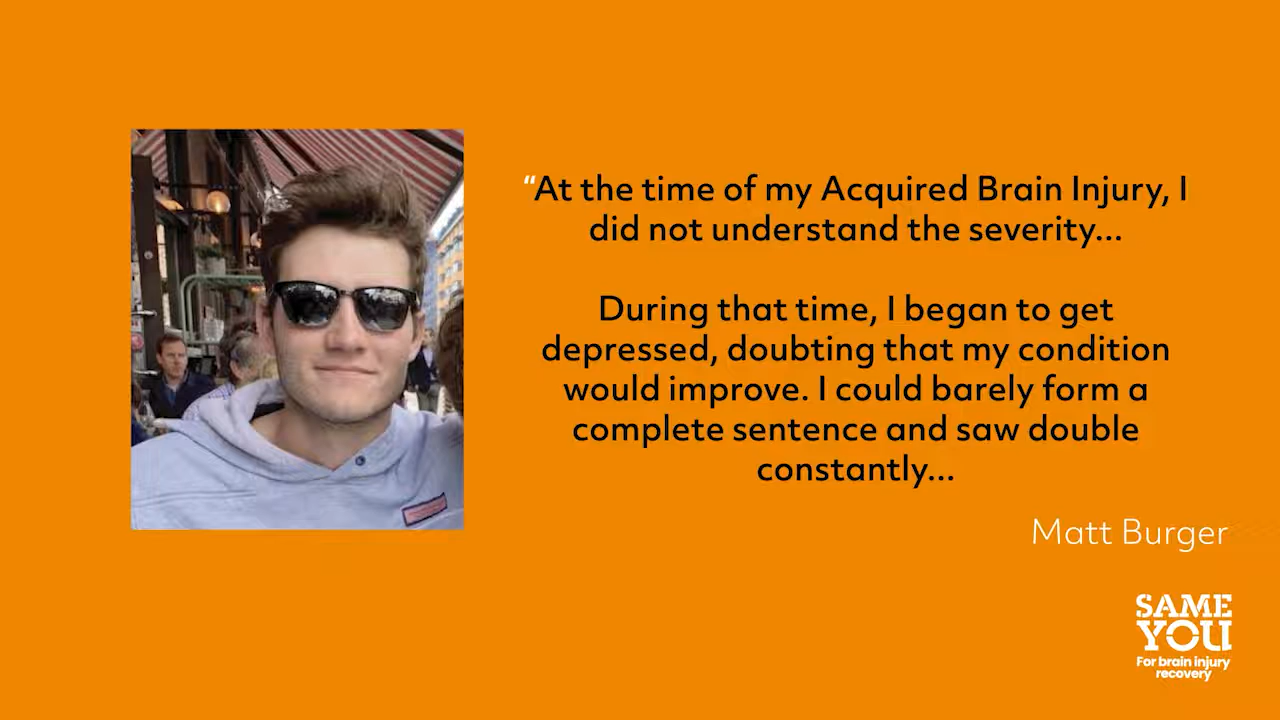 “At the time of my Acquired Brain Injury, I
did not understand the severity...
During that time, I began to get
depressed, doubting that my condition
would improve. I could barely form a
complete sentence and saw double
constantly...
Matt Burger
SAME
YOU
For brain injury
recovery